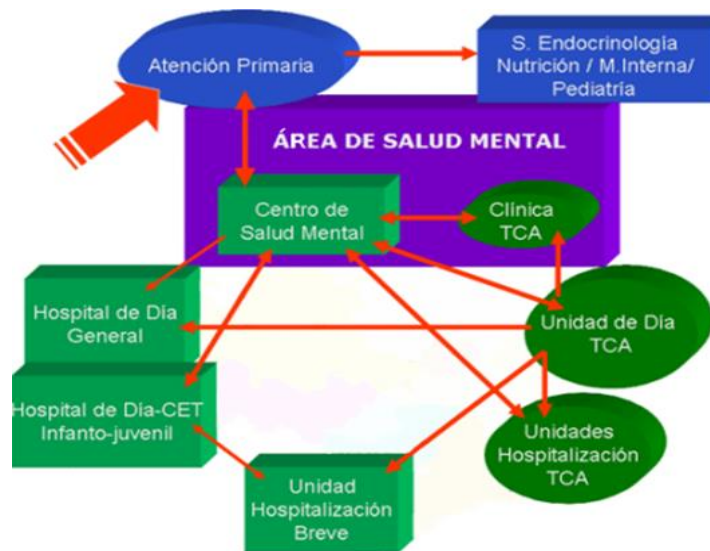 Atención Primaria
S. Endocrinología
Nutrición / M.Interna/
Pediatría
ÁREA DE SALUD MENTAL
Centro de
Salud Mental
Clínica
TCA
Hospital de Día
General
Unidad de Día
TCA
Hospital de Día-CET
Infanto-juvenil
Unidades
Hospitalización
TCA
Unidad
Hospitalización
Breve